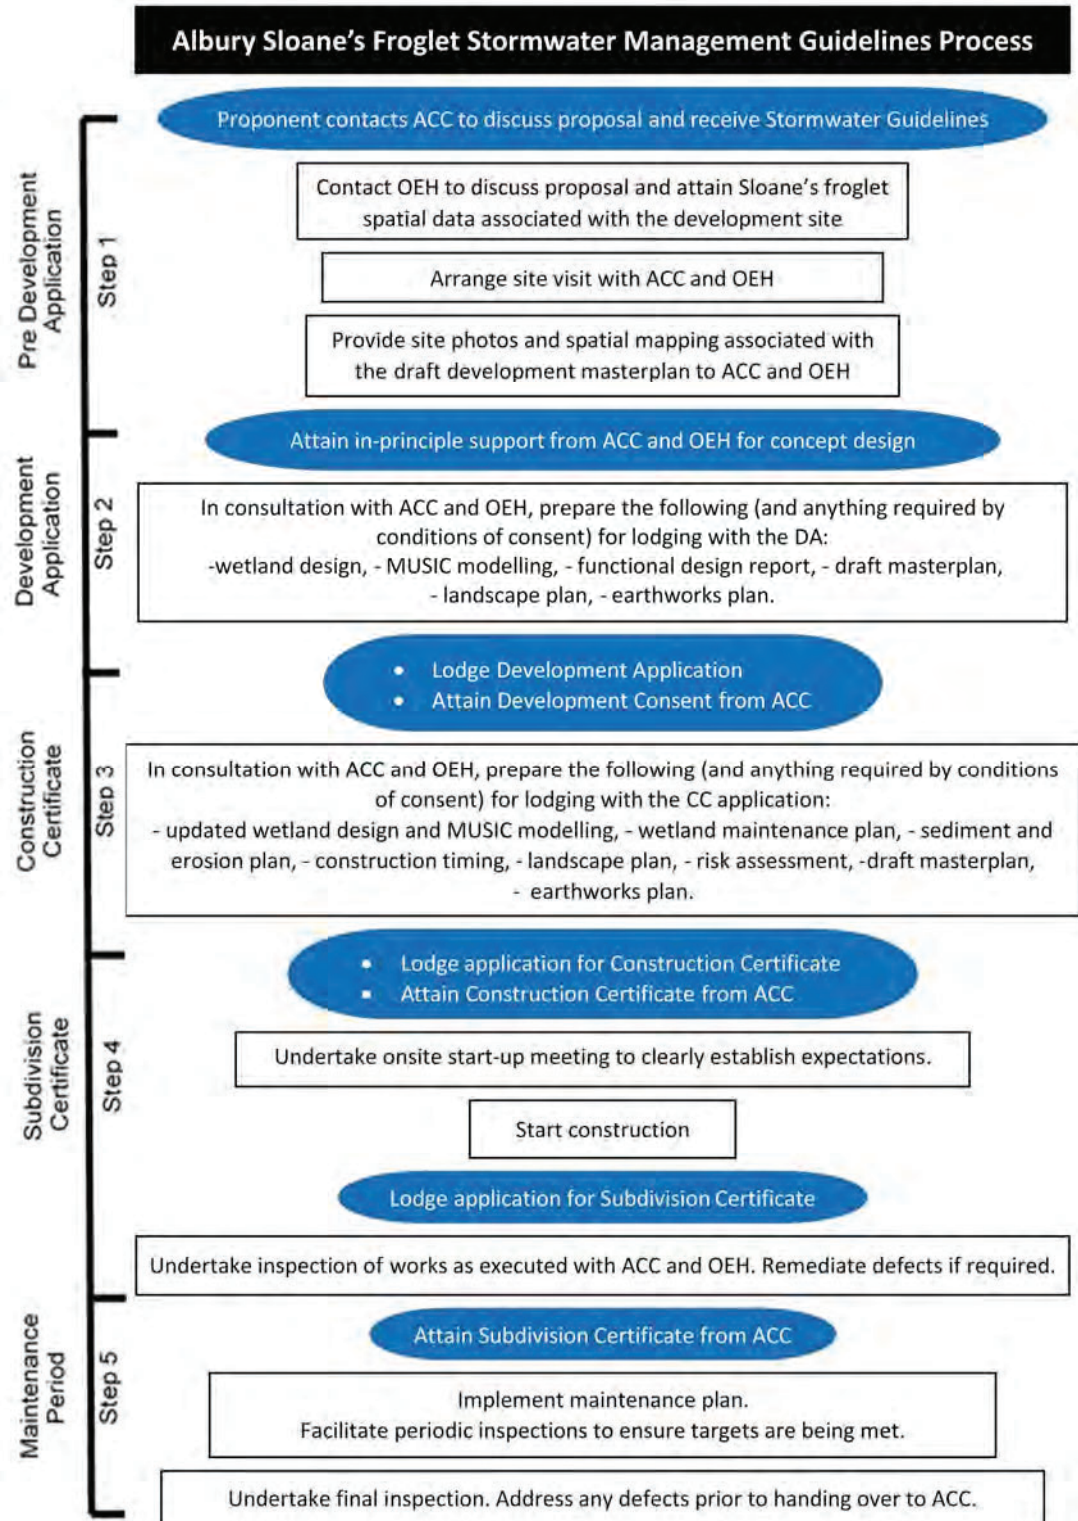 Albury Sloane's Froglet Stormwater Management Guidelines Process
Pre Development
Application
Step 1
Proponent contacts ACC to discuss proposal and receive Stormwater Guidelines
Contact OEH to discuss proposal and attain Sloane's froglet
spatial data associated with the development site
Arrange site visit with ACC and OEH
Provide site photos and spatial mapping associated with
the draft development masterplan to ACC and OEH
Development
Application
Step 2
Attain in-principle support from ACC and OEH for concept design
In consultation with ACC and OEH, prepare the following (and anything required by
conditions of consent) for lodging with the DA:
-wetland design, - MUSIC modelling, - functional design report, - draft masterplan,
- landscape plan, - earthworks plan.
Construction
Certificate
Step 3
• Lodge Development Application
• Attain Development Consent from ACC
In consultation with ACC and OEH, prepare the following (and anything required by conditions
of consent) for lodging with the CC application:
- updated wetland design and MUSIC modelling, - wetland maintenance plan, - sediment and
erosion plan, - construction timing, - landscape plan, - risk assessment, -draft masterplan,
- earthworks plan.
Subdivision
Certificate
Step 4
• Lodge application for Construction Certificate
▪ Attain Construction Certificate from ACC
Undertake onsite start-up meeting to clearly establish expectations.
Start construction
Lodge application for Subdivision Certificate
Undertake inspection of works as executed with ACC and OEH. Remediate defects if required.
Maintenance
Period
Step 5
Attain Subdivision Certificate from ACC
Implement maintenance plan.
Facilitate periodic inspections to ensure targets are being met.
Undertake final inspection. Address any defects prior to handing over to ACC.